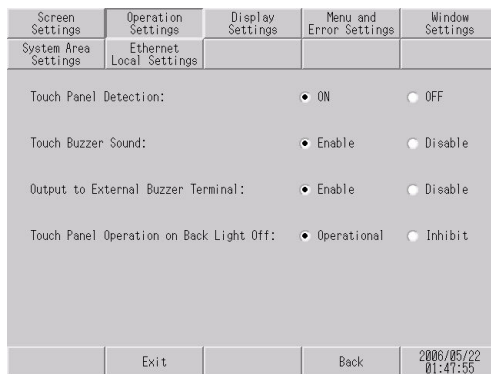 Screen Settings
Operation Settings
Display Settings
Menu and Error Settings
Window Settings
System Area Settings
Ethernet Local Settings
Touch Panel Detection: ON OFF
Touch Buzzer Sound: Enable Disable
Output to External Buzzer Terminal: Enable Disable
Touch Panel Operation on Back Light Off: Operational Inhibit
Exit
Back
2006/05/22
01:47:55